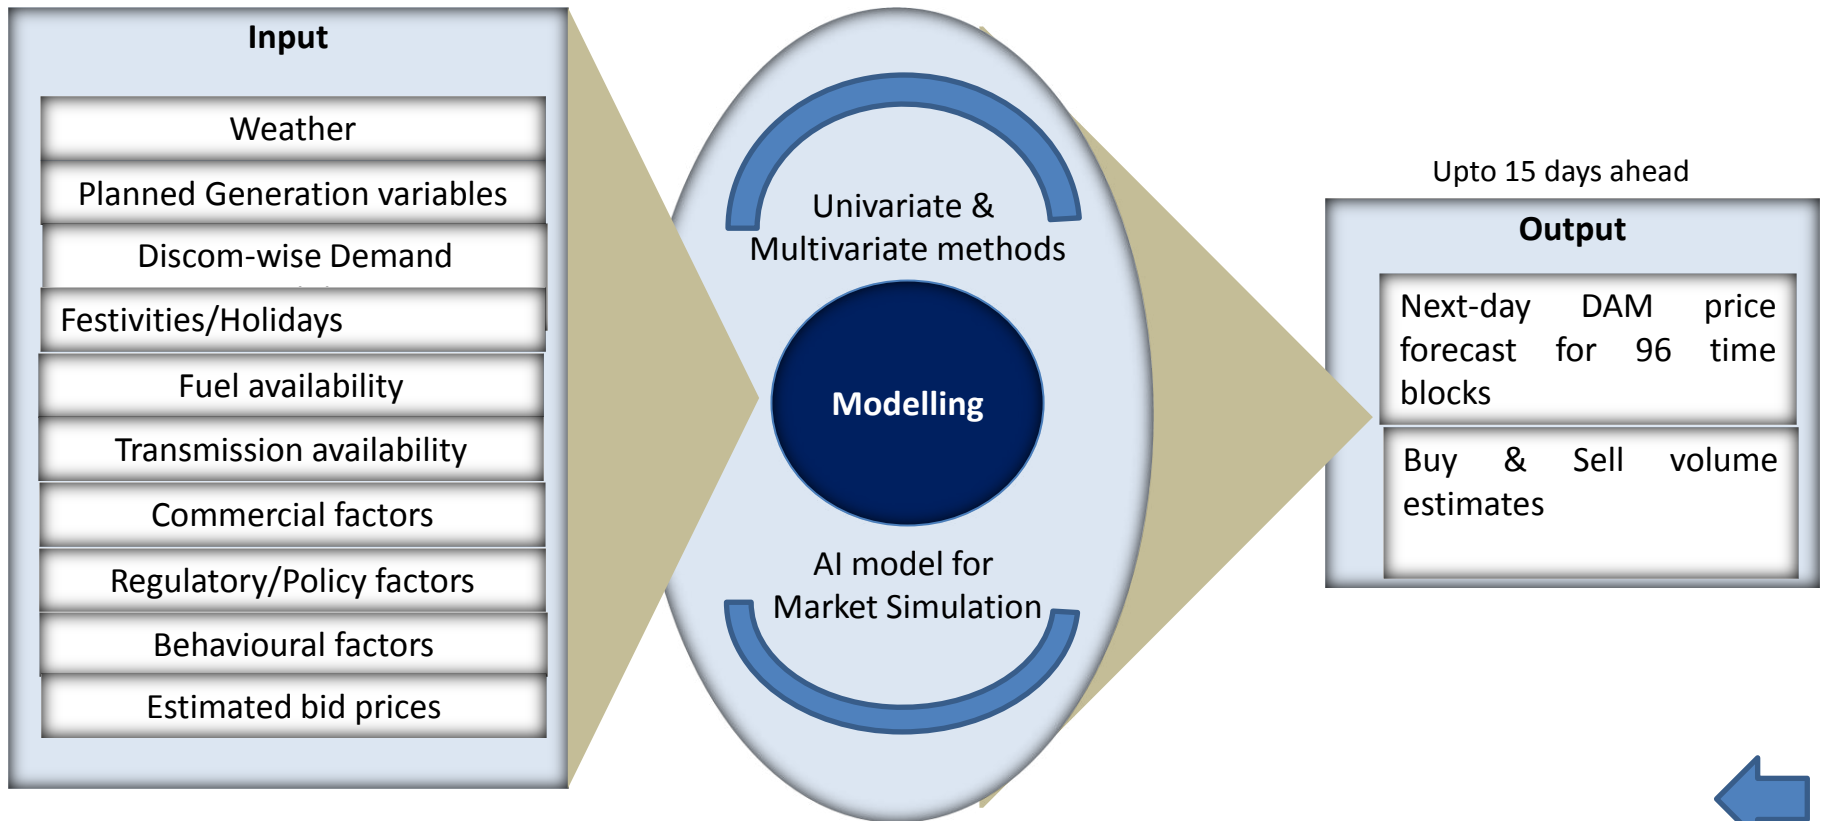 Input
Weather
Planned Generation variables
Discom-wise Demand
Festivities/Holidays
Fuel availability
Transmission availability
Commercial factors
Regulatory/Policy factors
Behavioural factors
Estimated bid prices
Univariate &
Multivariate methods
Modelling
AI model for
Market Simulation
Upto 15 days ahead
Output
Next-day DAM price
forecast for 96 time
blocks
Buy & Sell volume
estimates